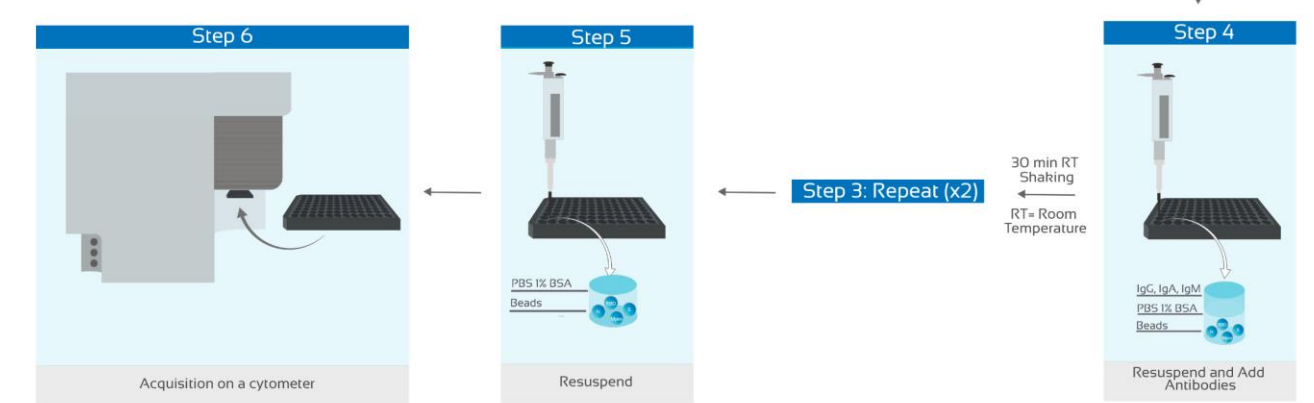 Step 6
Step 5
Step 4
30 min RT
Shaking
Step 3: Repeat (x2)
RT= Room
Temperature
PBS 1% BSA
Beads
IgG, IgA, IgM
PBS 1% BSA
Beads
Acquisition on a cytometer
Resuspend
Resuspend and Add
Antibodies